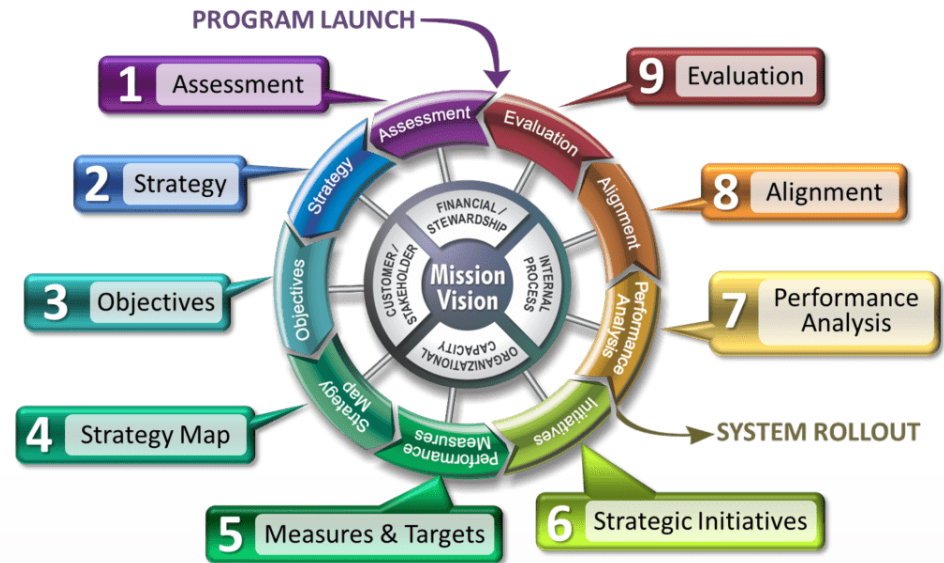 PROGRAM LAUNCH
1 Assessment
2 Strategy
3 Objectives
4 Strategy Map
5 Measures & Targets
6 Strategic Initiatives
7 Performance
Analysis
8 Alignment
9 Evaluation
SYSTEM ROLLOUT
Assessment
Strategy
Objectives
Strategy
Map
Performance
Measures
Initiatives
Performance
Analysis
Alignment
Evaluation
FINANCIAL /
STEWARDSHIP
CUSTOMER /
STAKEHOLDER
INTERNAL
PROCESS
ORGANIZATIONAL
CAPACITY
Mission
Vision